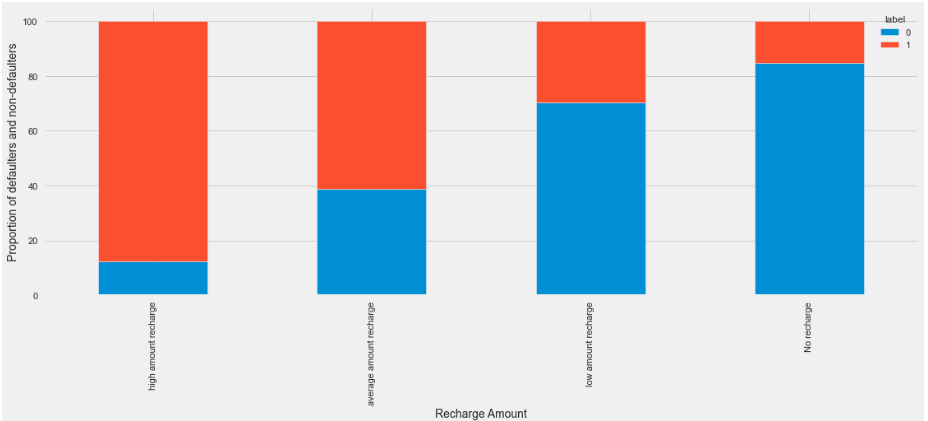 label
0
1
Proportion of defaulters and non-defaulters
100
80
60
40
20
0
high amount recharge
average amount recharge
low amount recharge
No recharge
Recharge Amount